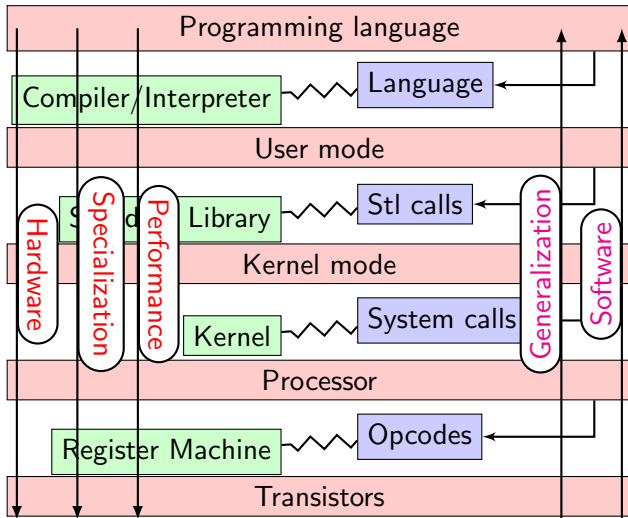 Programming language
Language
Compiler/Interpreter
User mode
Stl calls
Library
Kernel mode
System calls
Kernel
Processor
Opcodes
Register Machine
Transistors
Hardware
Specialization
Performance
Generalization
Software